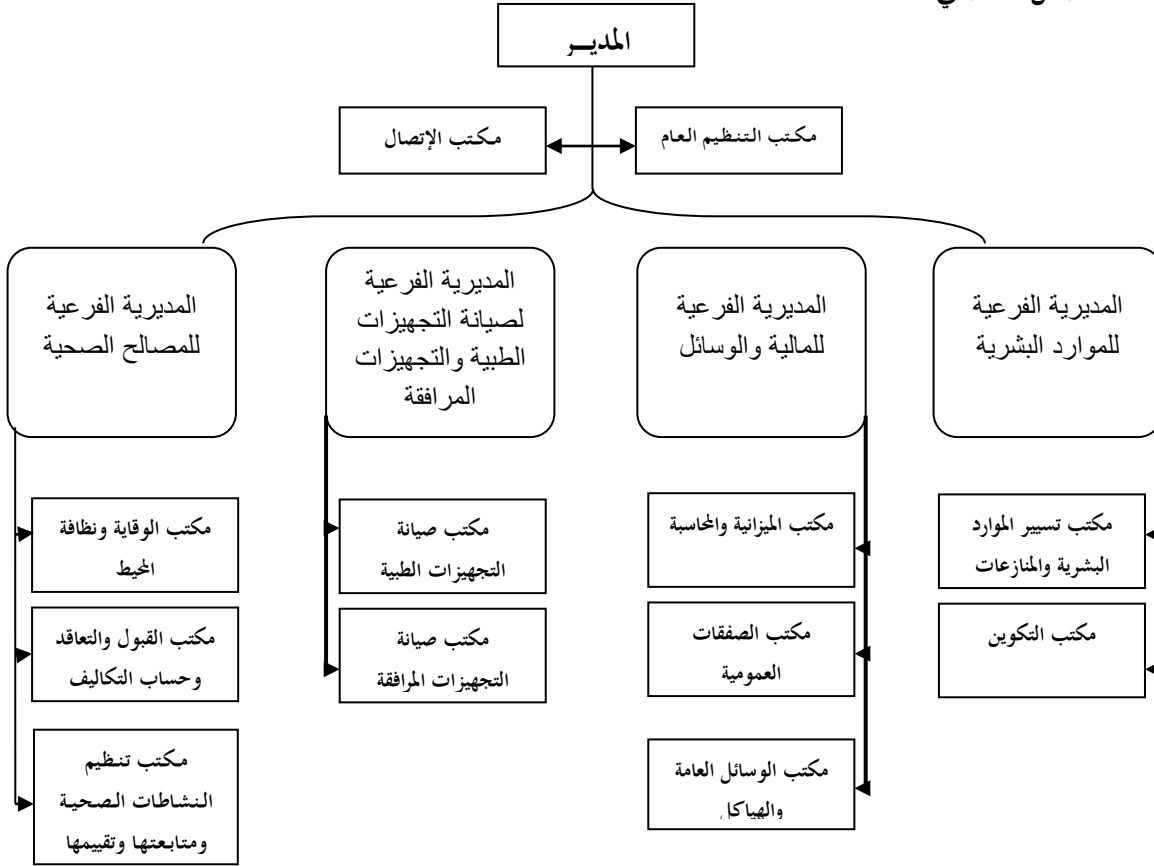 المديـر
مكتب التنظيم العام
مكتب الإتصال
المديرية الفرعية
للموارد البشرية
المديرية الفرعية
للمالية والوسائل
المديرية الفرعية
لصيانة التجهيزات
الطبية والتجهيزات
المرافقة
المديرية الفرعية
للمصالح الصحية
مكتب تسيير الموارد
البشرية والمنازعات
مكتب التكوين
مكتب الميزانية والمحاسبة
مكتب الصفقات
العمومية
مكتب الوسائل العامة
والهياكل
مكتب صيانة
التجهيزات الطبية
مكتب صيانة
التجهيزات المرافقة
مكتب الوقاية ونظافة
المحيط
مكتب القبول والتعاقد
وحساب التكاليف
مكتب تنظيم
النشاطات الصحية
ومتابعتها وتقييمها